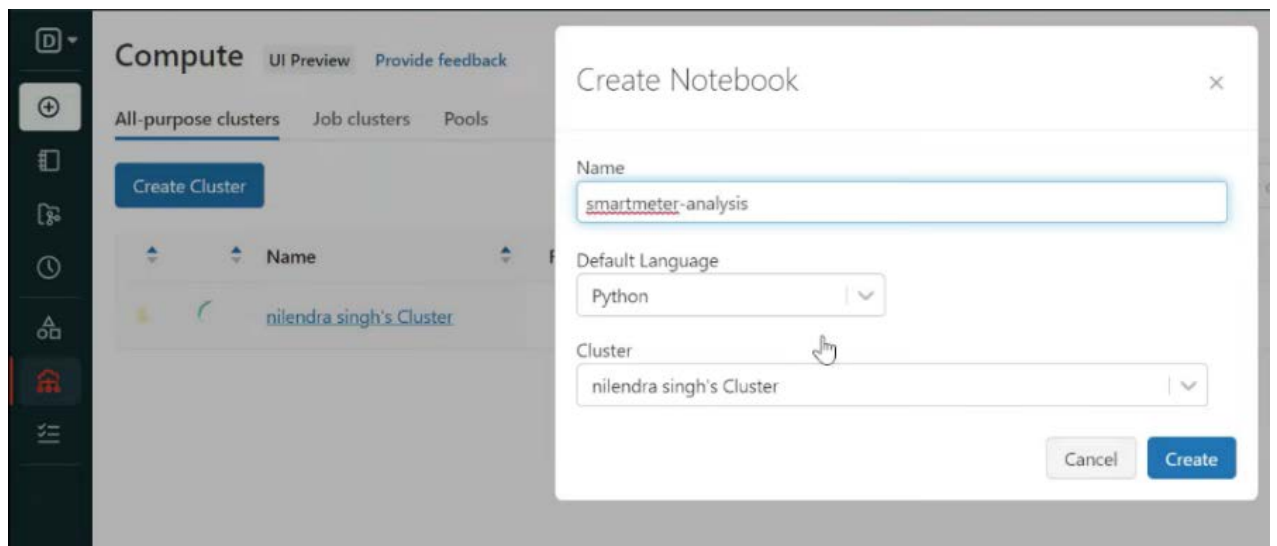 D
Compute UI Preview Provide feedback
All-purpose clusters Job clusters Pools
Create Cluster
Name
nilendra singh's Cluster
Create Notebook
Name
smartmeter-analysis
Default Language
Python
Cluster
nilendra singh's Cluster
Cancel Create